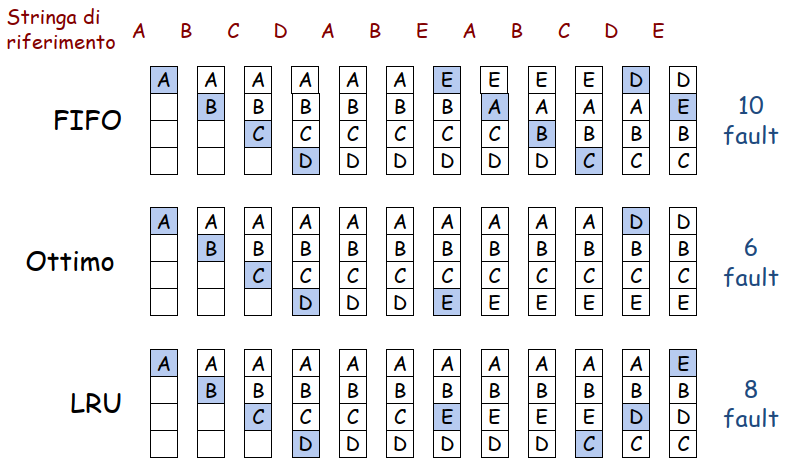 Stringa di
riferimento A B C D A B E A B C D E
A A A A A A E E E E D D
B B B B B B A A A A E
FIFO
C C C C C C B B B B
D D D D D D C C C
10
fault
A A A A A A A A A A D D
B B B B B B B B B B B
Ottimo
C C C C C C C C C C
D D D E E E E E E
6
fault
A A A A A A A A A A A E
B B B B B B B B B B B
LRU
C C C C E E E E D D
D D D D D D C C C
8
fault